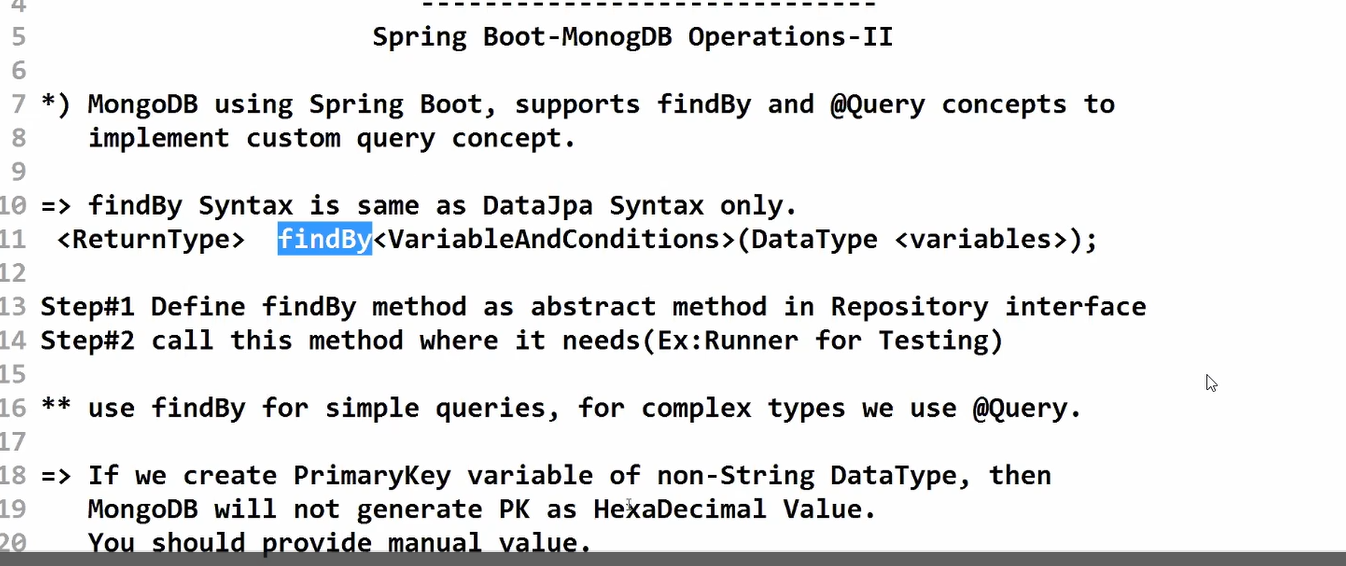 4 -----------------------------
5 Spring Boot-MonogDB Operations-II
6
7 *) MongoDB using Spring Boot, supports findBy and @Query concepts to
8 implement custom query concept.
9
10 => findBy Syntax is same as DataJpa Syntax only.
11 <ReturnType> findBy<VariableAndConditions>(DataType <variables>);
12
13 Step#1 Define findBy method as abstract method in Repository interface
14 Step#2 call this method where it needs(Ex:Runner for Testing)
15
16 ** use findBy for simple queries, for complex types we use @Query.
17
18 => If we create PrimaryKey variable of non-String DataType, then
19 MongoDB will not generate PK as HexaDecimal Value.
20 You should provide manual value.